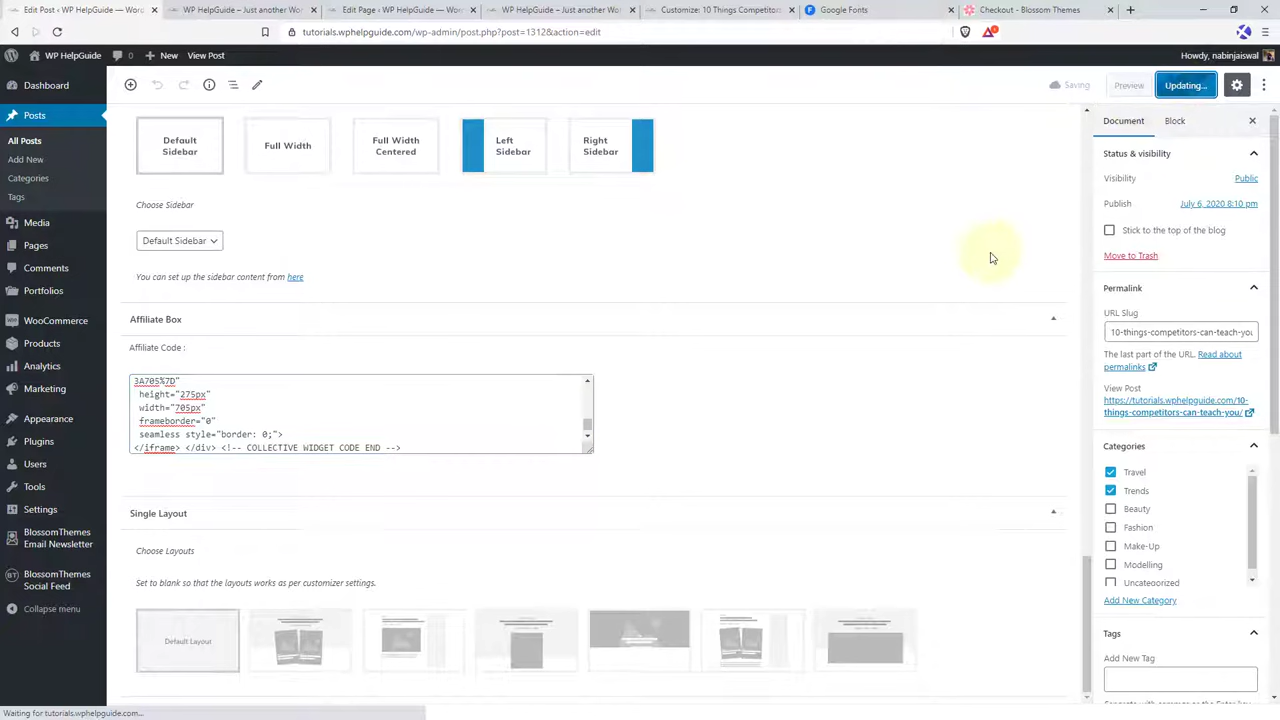 Edit Post ‹ WP HelpGuide — Wor
WP HelpGuide – Just another Wor
Edit Page ‹ WP HelpGuide — Wor
WP HelpGuide – Just another Wor
Customize: 10 Things Competitors
Google Fonts
Checkout - Blossom Themes
tutorials.wphelpguide.com/wp-admin/post.php?post=1312&action=edit
WP HelpGuide
0
New
View Post
Howdy, nabinjaiswal
Dashboard
Posts
All Posts
Add New
Categories
Tags
Media
Pages
Comments
Portfolios
WooCommerce
Products
Analytics
Marketing
Appearance
Plugins
Users
Tools
Settings
BlossomThemes
Email Newsletter
BlossomThemes
Social Feed
Collapse menu
Saving
Preview
Updating...
Default
Sidebar
Full Width
Full Width
Centered
Left
Sidebar
Right
Sidebar
Choose Sidebar
Default Sidebar
You can set up the sidebar content from here
Affiliate Box
Affiliate Code :
3A705%7D"
height="275px"
width="705px"
frameborder="0"
seamless style="border: 0;">
</iframe> </div> <!-- COLLECTIVE WIDGET CODE END -->
Single Layout
Choose Layouts
Set to blank so that the layouts works as per customizer settings.
Default Layout
Document
Block
Status & visibility
Visibility
Public
Publish
July 6, 2020 8:10 pm
Stick to the top of the blog
Move to Trash
Permalink
URL Slug
10-things-competitors-can-teach-you
The last part of the URL. Read about
permalinks
View Post
https://tutorials.wphelpguide.com/10-
things-competitors-can-teach-you/
Categories
Travel
Trends
Beauty
Fashion
Make-Up
Modelling
Uncategorized
Add New Category
Tags
Add New Tag
Waiting for tutorials.wphelpguide.com...